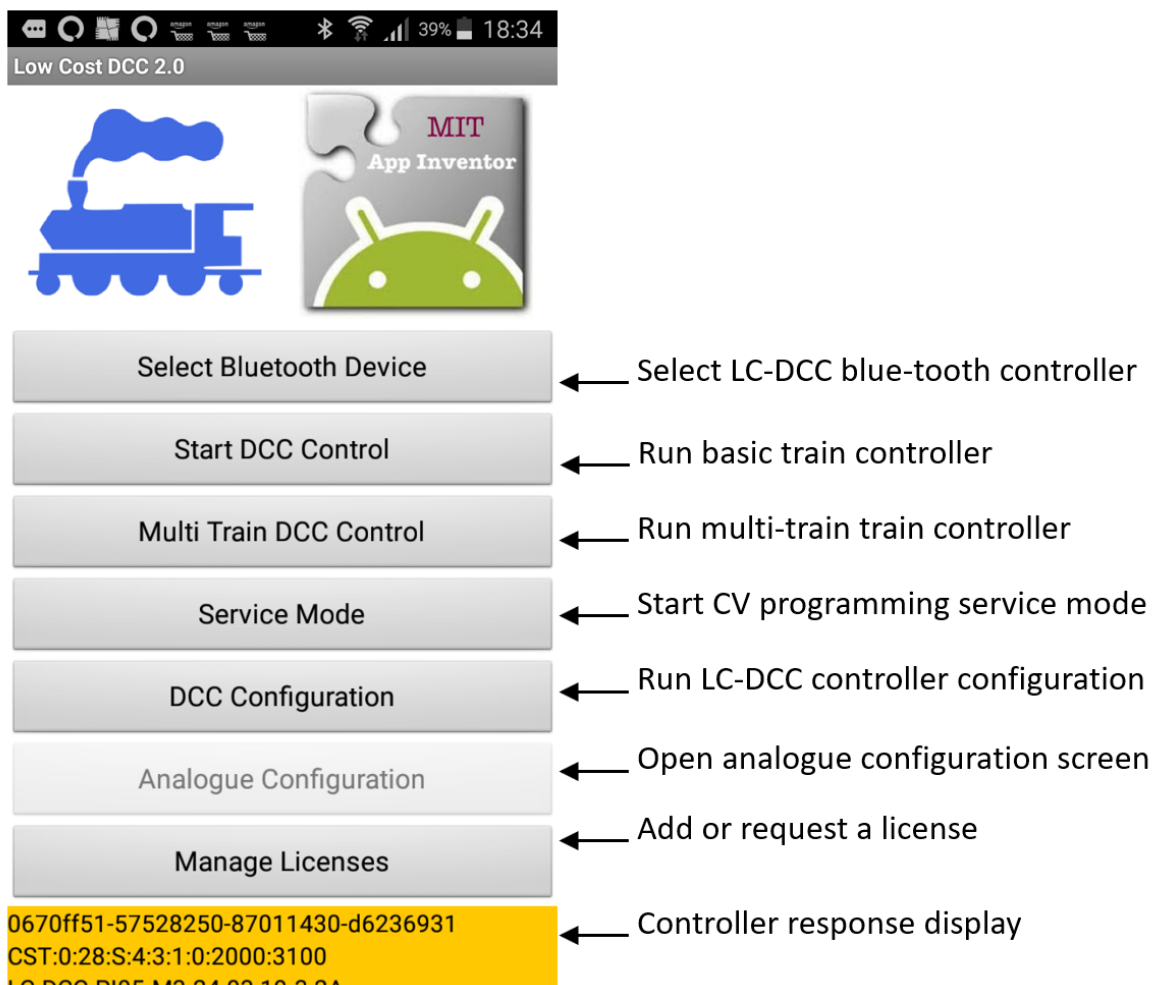 39% 18:34
Low Cost DCC 2.0
MIT
App Inventor
Select Bluetooth Device
Select LC-DCC blue-tooth controller
Start DCC Control
Run basic train controller
Multi Train DCC Control
Run multi-train train controller
Service Mode
Start CV programming service mode
DCC Configuration
Run LC-DCC controller configuration
Analogue Configuration
Open analogue configuration screen
Manage Licenses
Add or request a license
0670ff51-57528250-87011430-d6236931
Controller response display
CST:0:28:S:4:3:1:0:2000:3100